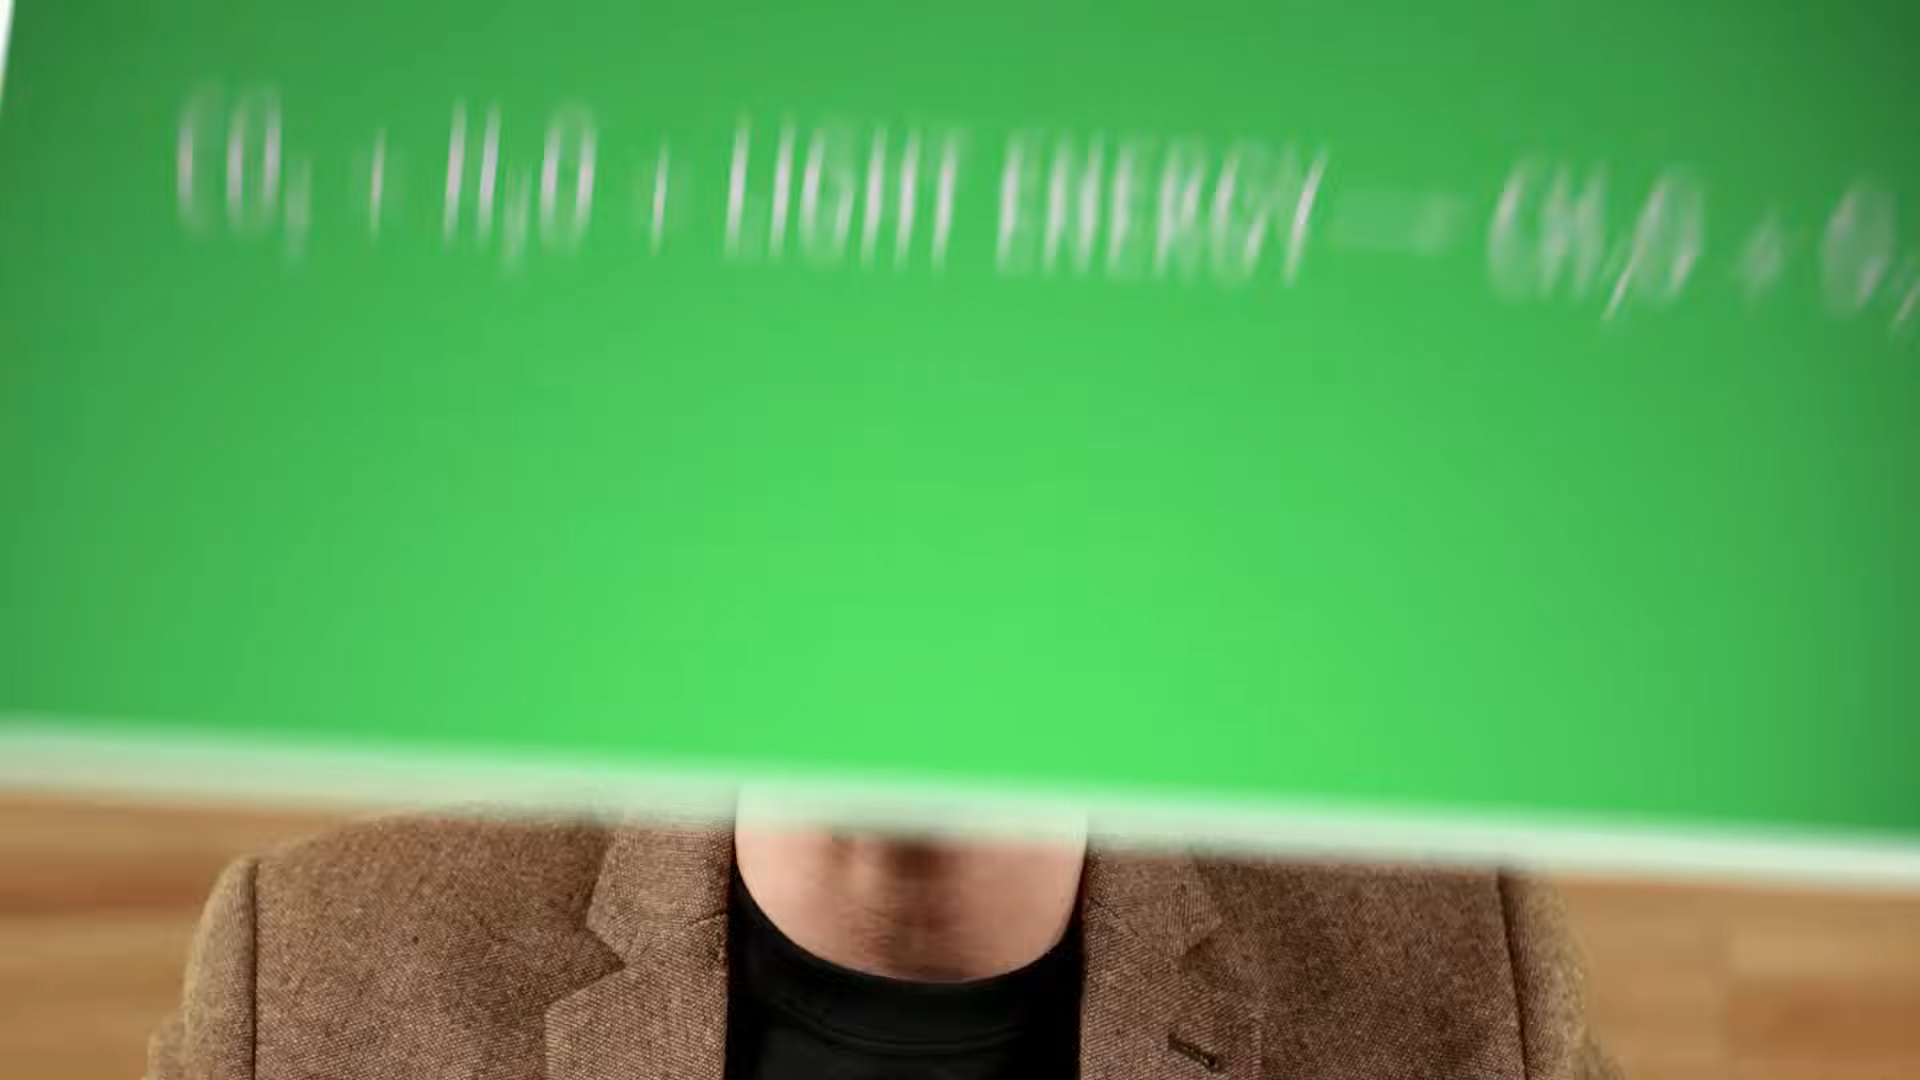 CO₂ + H₂O + LIGHT ENERGY → CH₂O + O₂